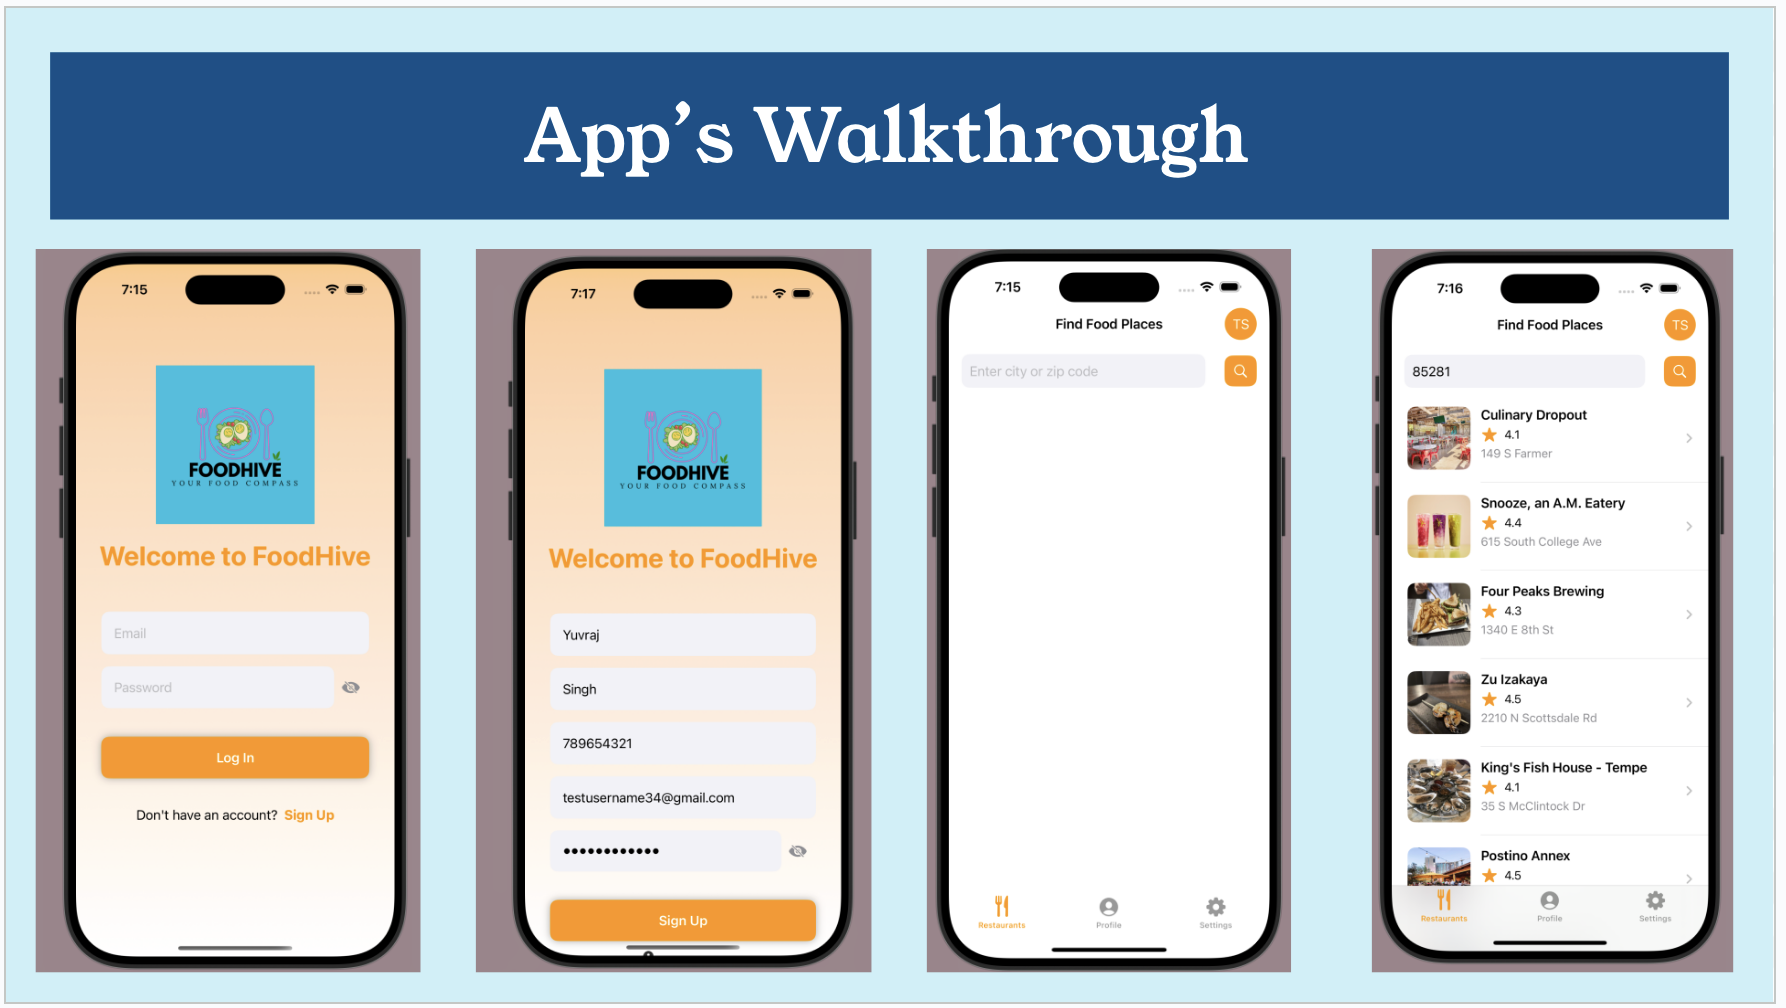 App's Walkthrough
7:15
FOODHIVE
YOUR FOOD COMPASS
Welcome to FoodHive
Email
Password
Log In
Don't have an account? Sign Up
7:17
FOODHIVE
YOUR FOOD COMPASS
Welcome to FoodHive
Yuvraj
Singh
789654321
testusername34@gmail.com
Sign Up
7:15
Find Food Places
TS
Enter city or zip code
Restaurants
Profile
Settings
7:16
Find Food Places
TS
85281
Culinary Dropout
4.1
149 S Farmer
Snooze, an A.M. Eatery
4.4
615 South College Ave
Four Peaks Brewing
4.3
1340 E 8th St
Zu Izakaya
4.5
2210 N Scottsdale Rd
King's Fish House - Tempe
4.1
35 S McClintock Dr
Postino Annex
4.5
Restaurants
Profile
Settings